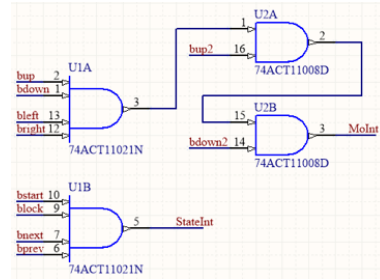 U2A
1
2
bup2 16
74ACT11008D
U1A
bup 2
bdown 1
3
bleft 13
bright 12
74ACT11021N
U2B
15
3 MoInt
bdown2 14
74ACT11008D
U1B
bstart 10
block 9
5 StateInt
bnext 7
bprev 6
74ACT11021N